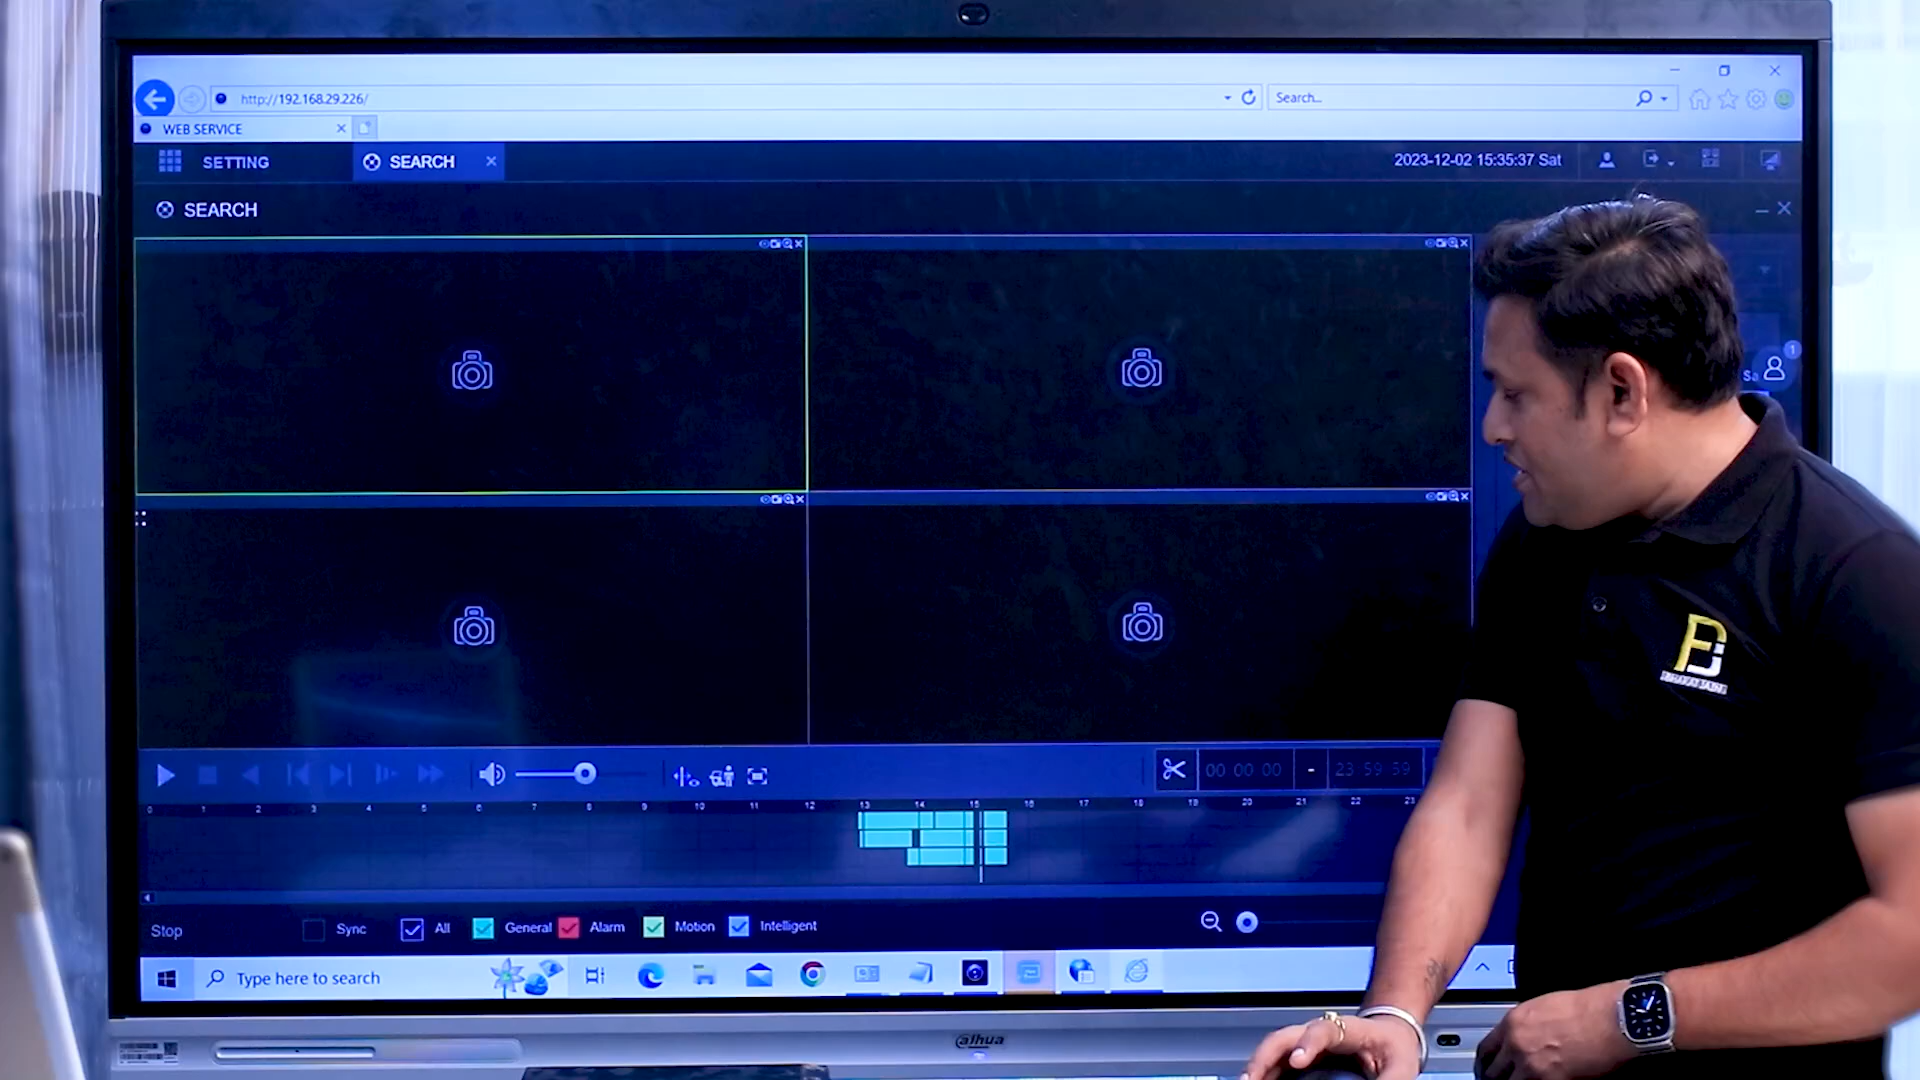 http://192.168.29.226/
Search...
WEB SERVICE
SETTING
SEARCH
2023-12-02 15:35:37 Sat
SEARCH
1
Sa
00 00 00 - 23 59 59
0 1 2 3 4 5 6 7 8 9 10 11 12 13 14 15 16 17 18 19 20 21 22 23
Stop
Sync
All
General
Alarm
Motion
Intelligent
Type here to search
alhua